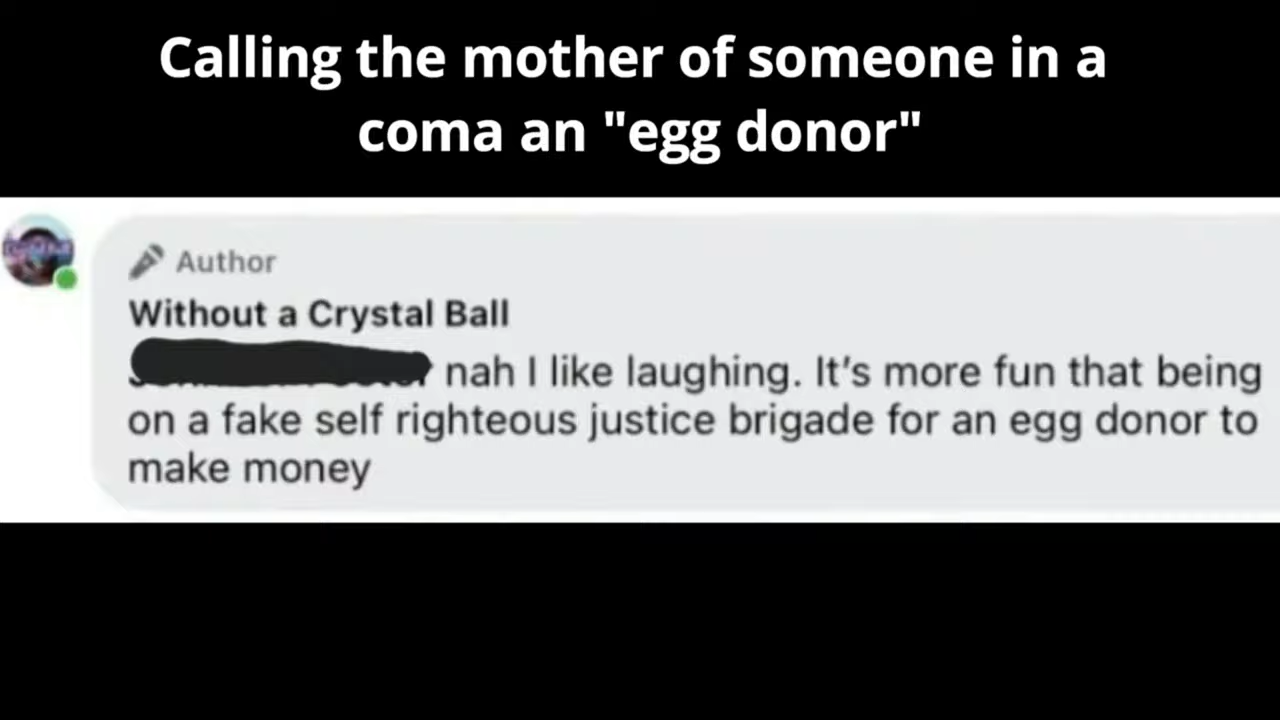 Calling the mother of someone in a
coma an "egg donor"
Author
Without a Crystal Ball
nah I like laughing. It's more fun that being
on a fake self righteous justice brigade for an egg donor to
make money